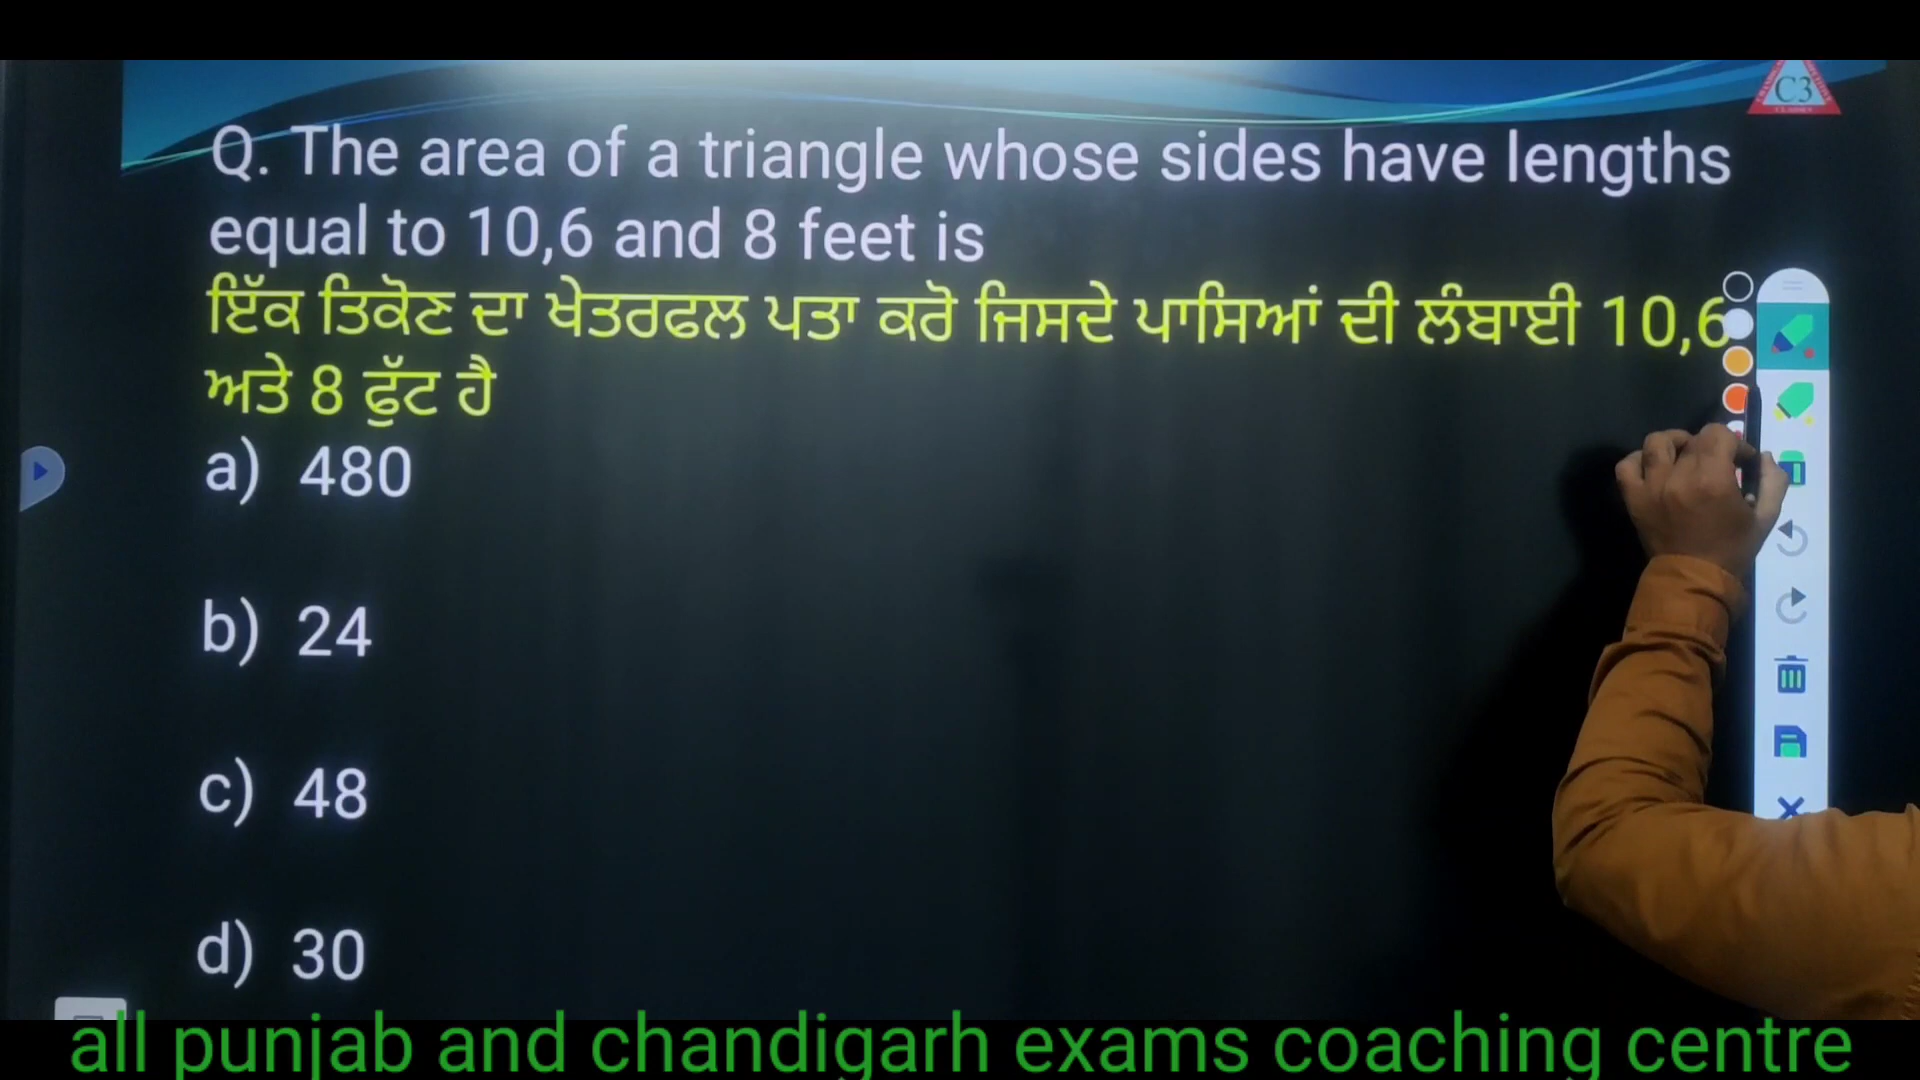 C3
Q. The area of a triangle whose sides have lengths
equal to 10,6 and 8 feet is
ਇੱਕ ਤਿਕੋਣ ਦਾ ਖੇਤਰਫਲ ਪਤਾ ਕਰੋ ਜਿਸਦੇ ਪਾਸਿਆਂ ਦੀ ਲੰਬਾਈ 10,6
ਅਤੇ 8 ਫੁੱਟ ਹੈ
a) 480
b) 24
c) 48
d) 30
all punjab and chandigarh exams coaching centre